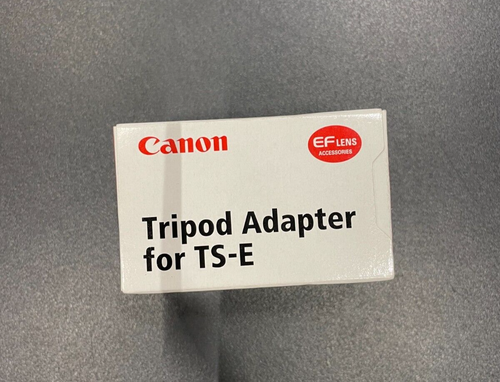 Canon
EF LENS
ACCESSORIES
Tripod Adapter
for TS-E